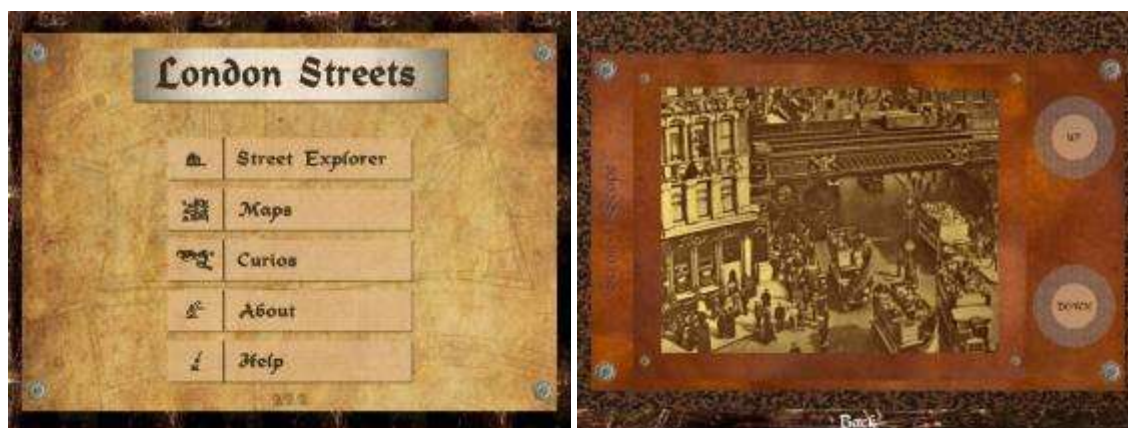 London Streets
Street Explorer
Maps
Curios
About
Help
UP
DOWN
Back